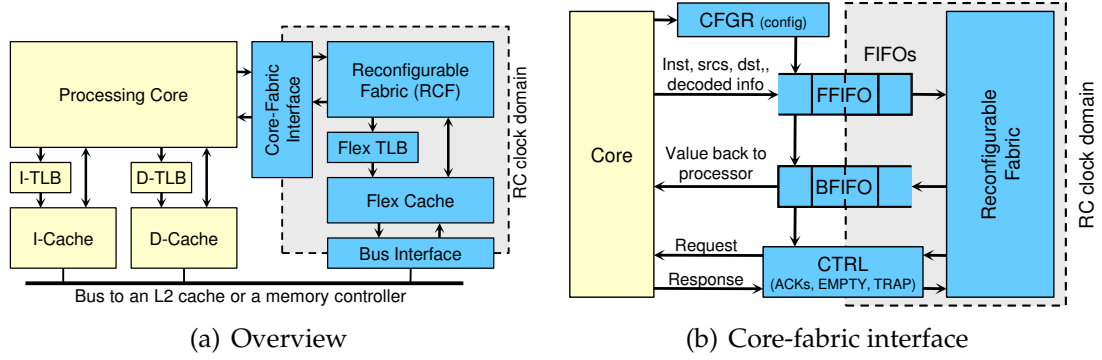 Processing Core
Core-Fabric
Interface
Reconfigurable
Fabric (RCF)
RC clock domain
I-TLB
D-TLB
Flex TLB
I-Cache
D-Cache
Flex Cache
Bus Interface
Bus to an L2 cache or a memory controller
(a) Overview
Core
CFGR (config)
FIFOs
Inst, srcs, dst,,
decoded info
FFIFO
Value back to
processor
BFIFO
Request
Response
CTRL
(ACKs, EMPTY, TRAP)
Reconfigurable
Fabric
RC clock domain
(b) Core-fabric interface